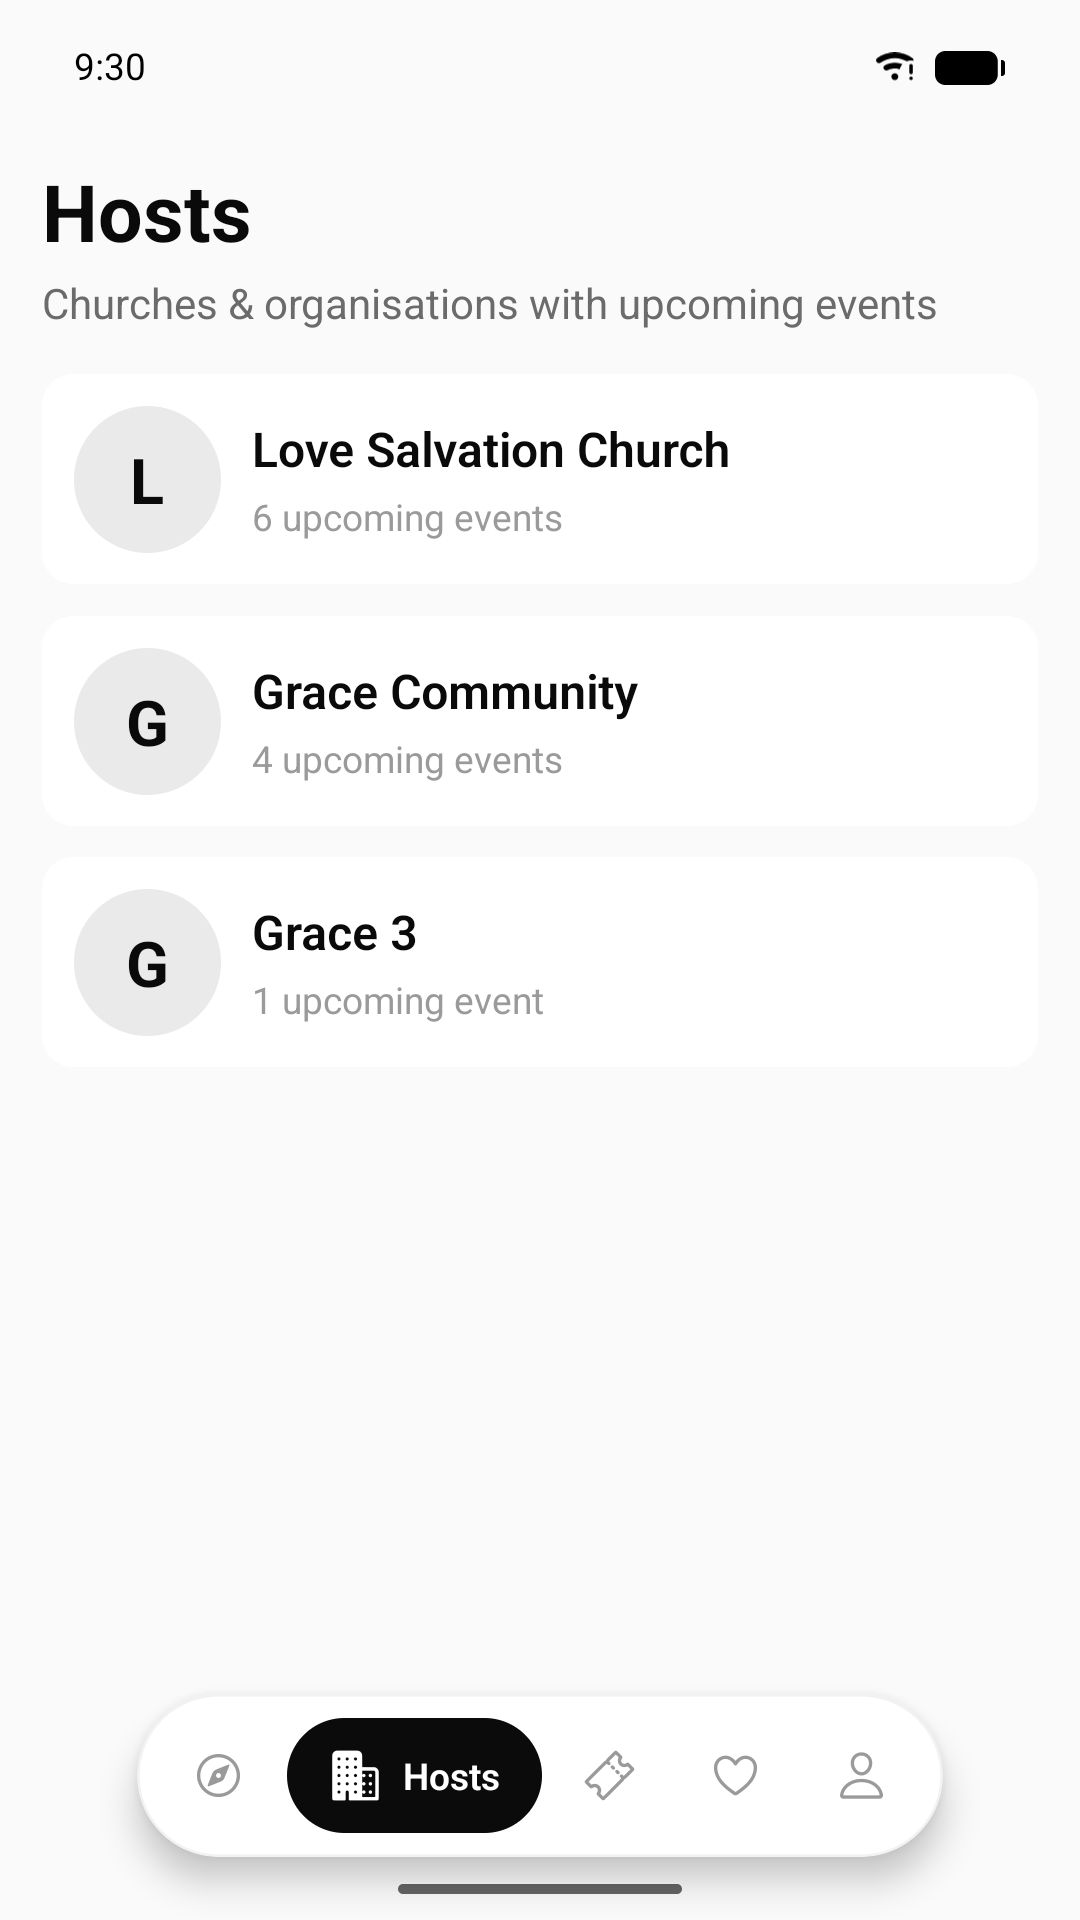 9:30
Hosts
Churches & organisations with upcoming events
L
Love Salvation Church
6 upcoming events
G
Grace Community
4 upcoming events
G
Grace 3
1 upcoming event
Hosts